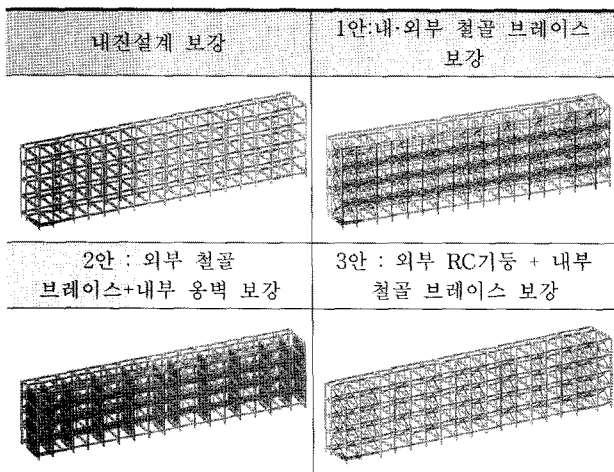 내진설계 보강
1안:내·외부 철골 브레이스
보강
2안 : 외부 철골
브레이스+내부 옹벽 보강
3안 : 외부 RC기둥 + 내부
철골 브레이스 보강